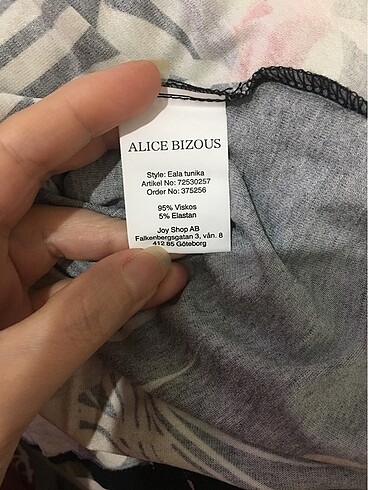 ALICE BIZOUS
Style: Eala tunika
Artikel No: 72530257
Order No: 375256
95% Viskos
5% Elastan
Joy Shop AB
Falkenbergsgatan 3, vån. 8
412 85 Göteborg